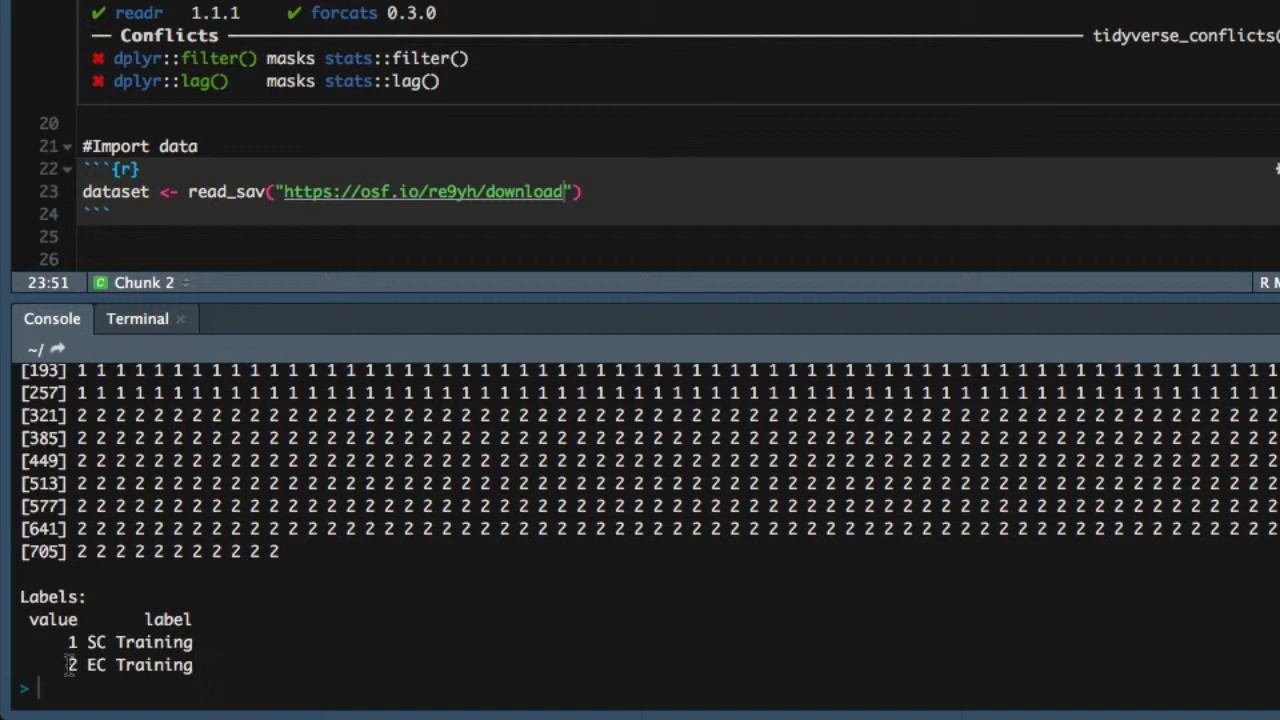 ✔ readr 1.1.1 ✔ forcats 0.3.0
— Conflicts ——— tidyverse_conflicts(
✖ dplyr::filter() masks stats::filter()
✖ dplyr::lag() masks stats::lag()
20
21 #Import data
22 ```{r}
23 dataset <- read_sav("https://osf.io/re9yh/download")
24 ```
25
26
23:51 C Chunk 2 R M
Console Terminal ×
~/
[193] 1 1 1 1 1 1 1 1 1 1 1 1 1 1 1 1 1 1 1 1 1 1 1 1 1 1 1 1 1 1 1 1 1 1 1 1 1 1 1 1 1 1 1 1 1 1 1 1 1 1 1 1 1 1 1 1 1 1 1 1 1 1 1
[257] 1 1 1 1 1 1 1 1 1 1 1 1 1 1 1 1 1 1 1 1 1 1 1 1 1 1 1 1 1 1 1 1 1 1 1 1 1 1 1 1 1 1 1 1 1 1 1 1 1 1 1 1 1 1 1 1 1 1 1 1 1 1 1
[321] 2 2 2 2 2 2 2 2 2 2 2 2 2 2 2 2 2 2 2 2 2 2 2 2 2 2 2 2 2 2 2 2 2 2 2 2 2 2 2 2 2 2 2 2 2 2 2 2 2 2 2 2 2 2 2 2 2 2 2 2 2 2 2
[385] 2 2 2 2 2 2 2 2 2 2 2 2 2 2 2 2 2 2 2 2 2 2 2 2 2 2 2 2 2 2 2 2 2 2 2 2 2 2 2 2 2 2 2 2 2 2 2 2 2 2 2 2 2 2 2 2 2 2 2 2 2 2 2
[449] 2 2 2 2 2 2 2 2 2 2 2 2 2 2 2 2 2 2 2 2 2 2 2 2 2 2 2 2 2 2 2 2 2 2 2 2 2 2 2 2 2 2 2 2 2 2 2 2 2 2 2 2 2 2 2 2 2 2 2 2 2 2 2
[513] 2 2 2 2 2 2 2 2 2 2 2 2 2 2 2 2 2 2 2 2 2 2 2 2 2 2 2 2 2 2 2 2 2 2 2 2 2 2 2 2 2 2 2 2 2 2 2 2 2 2 2 2 2 2 2 2 2 2 2 2 2 2 2
[577] 2 2 2 2 2 2 2 2 2 2 2 2 2 2 2 2 2 2 2 2 2 2 2 2 2 2 2 2 2 2 2 2 2 2 2 2 2 2 2 2 2 2 2 2 2 2 2 2 2 2 2 2 2 2 2 2 2 2 2 2 2 2 2
[641] 2 2 2 2 2 2 2 2 2 2 2 2 2 2 2 2 2 2 2 2 2 2 2 2 2 2 2 2 2 2 2 2 2 2 2 2 2 2 2 2 2 2 2 2 2 2 2 2 2 2 2 2 2 2 2 2 2 2 2 2 2 2 2
[705] 2 2 2 2 2 2 2 2 2 2 2
Labels:
value label
1 SC Training
2 EC Training
>